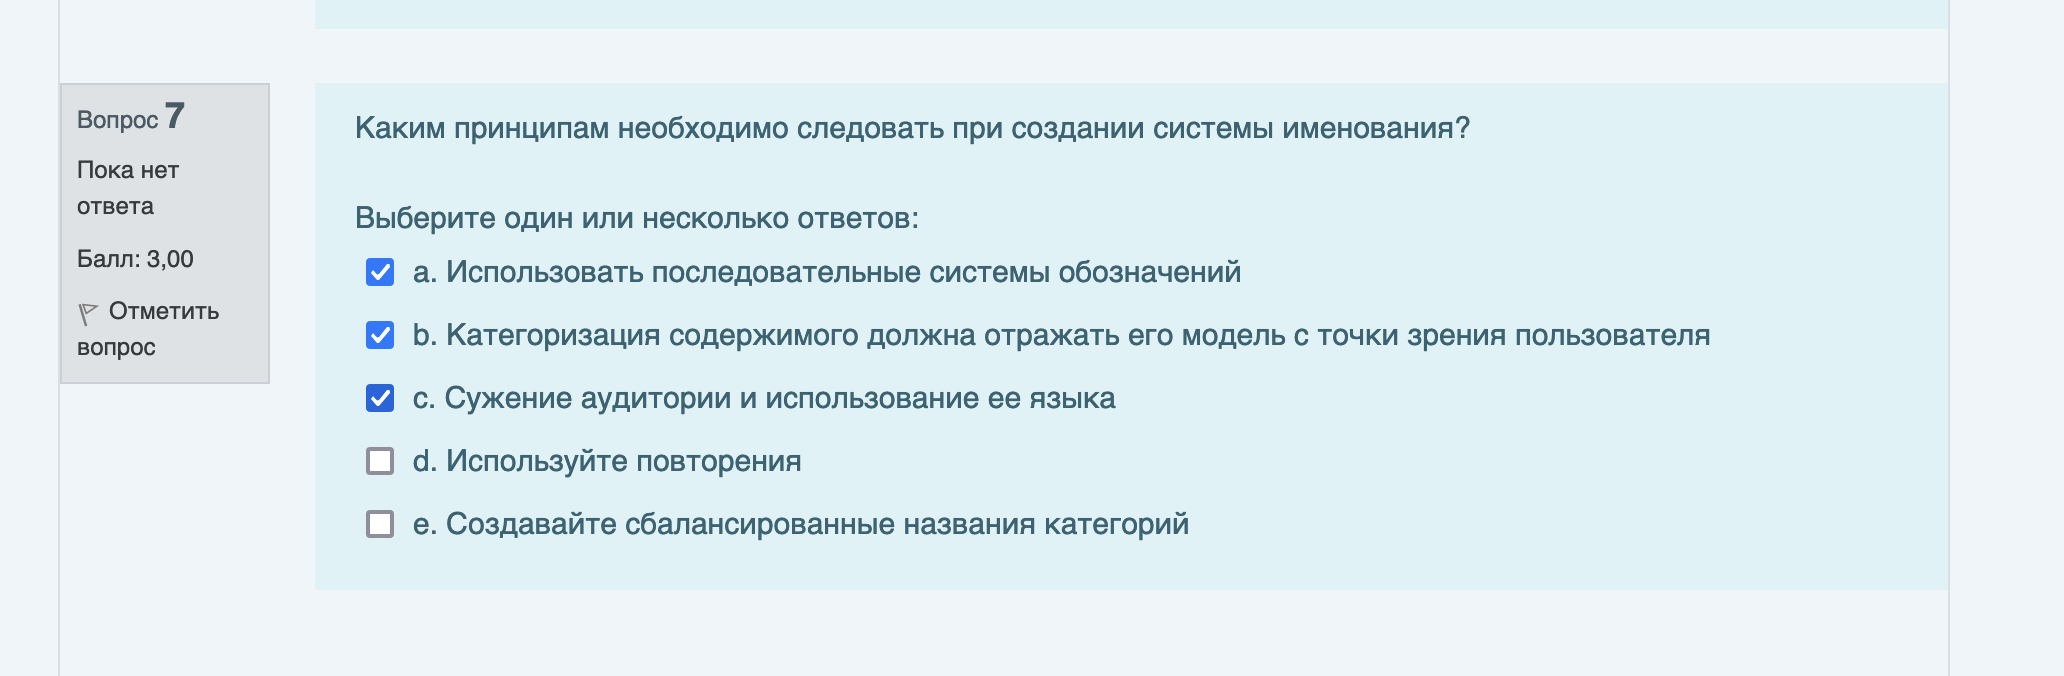 Вопрос 7
Пока нет
ответа
Балл: 3,00
Отметить
вопрос
Каким принципам необходимо следовать при создании системы именования?
Выберите один или несколько ответов:
a. Использовать последовательные системы обозначений
b. Категоризация содержимого должна отражать его модель с точки зрения пользователя
c. Сужение аудитории и использование ее языка
d. Используйте повторения
e. Создавайте сбалансированные названия категорий